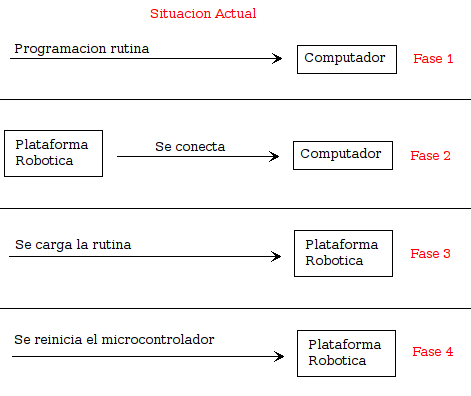 Situacion Actual
Programacion rutina
Computador
Fase 1
Plataforma
Robotica
Se conecta
Computador
Fase 2
Se carga la rutina
Plataforma
Robotica
Fase 3
Se reinicia el microcontrolador
Plataforma
Robotica
Fase 4